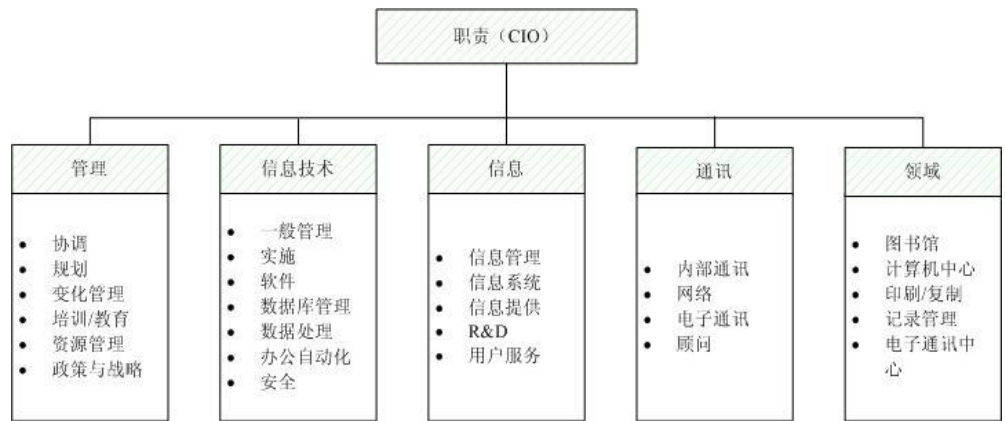 职责（CIO）
管理
协调
规划
变化管理
培训/教育
资源管理
政策与战略
信息技术
一般管理
实施
软件
数据库管理
数据处理
办公自动化
安全
信息
信息管理
信息系统
信息提供
R&D
用户服务
通讯
内部通讯
网络
电子通讯
顾问
领域
图书馆
计算机中心
印刷/复制
记录管理
电子通讯中
心